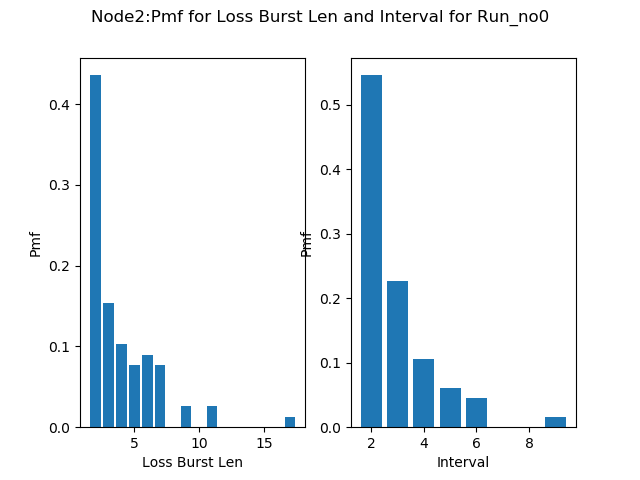 Node2:Pmf for Loss Burst Len and Interval for Run_no0
Pmf
0.4
0.3
0.2
0.1
0.0
5 10 15
Loss Burst Len
Pmf
0.5
0.4
0.3
0.2
0.1
0.0
2 4 6 8
Interval